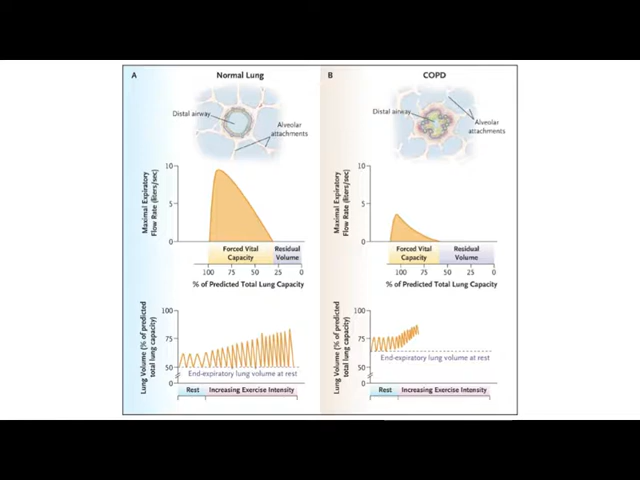 A
Normal Lung
Distal airway
Alveolar
attachments
Maximal Expiratory
Flow Rate (liters/sec)
10
5
0
Forced Vital
Capacity
Residual
Volume
100 75 50 25 0
% of Predicted Total Lung Capacity
Lung Volume (% of predicted
total lung capacity)
100
75
50
0
End-expiratory lung volume at rest
Rest
Increasing Exercise Intensity
B
COPD
Distal airway
Alveolar
attachments
Maximal Expiratory
Flow Rate (liters/sec)
10
5
0
Forced Vital
Capacity
Residual
Volume
100 75 50 25 0
% of Predicted Total Lung Capacity
Lung Volume (% of predicted
total lung capacity)
100
75
50
0
End-expiratory lung volume at rest
Rest
Increasing Exercise Intensity